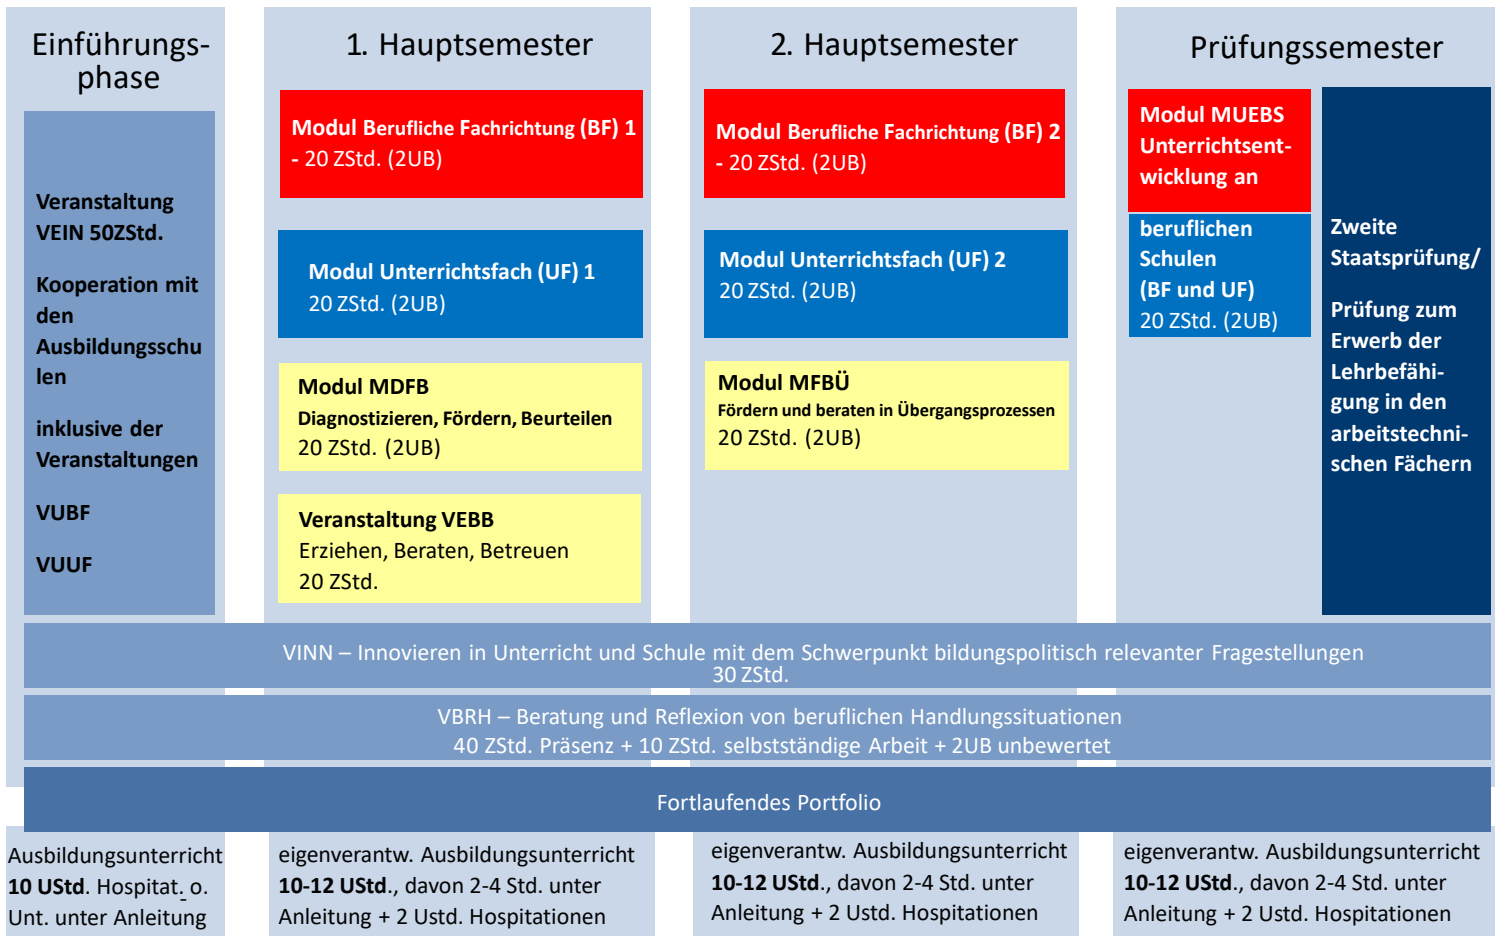 Einführungs-
phase
Veranstaltung
VEIN 50ZStd.
Kooperation mit
den
Ausbildungsschu
len
inklusive der
Veranstaltungen
VUBF
VUUF
1. Hauptsemester
Modul Berufliche Fachrichtung (BF) 1
- 20 ZStd. (2UB)
Modul Unterrichtsfach (UF) 1
20 ZStd. (2UB)
Modul MDFB
Diagnostizieren, Fördern, Beurteilen
20 ZStd. (2UB)
Veranstaltung VEBB
Erziehen, Beraten, Betreuen
20 ZStd.
2. Hauptsemester
Modul Berufliche Fachrichtung (BF) 2
- 20 ZStd. (2UB)
Modul Unterrichtsfach (UF) 2
20 ZStd. (2UB)
Modul MFBÜ
Fördern und beraten in Übergangsprozessen
20 ZStd. (2UB)
Prüfungssemester
Modul MUEBS
Unterrichtsent-
wicklung an
beruflichen
Schulen
(BF und UF)
20 ZStd. (2UB)
Zweite
Staatsprüfung/
Prüfung zum
Erwerb der
Lehrbefähi-
gung in den
arbeitstechni-
schen Fächern
VINN – Innovieren in Unterricht und Schule mit dem Schwerpunkt bildungspolitisch relevanter Fragestellungen
30 ZStd.
VBRH – Beratung und Reflexion von beruflichen Handlungssituationen
40 ZStd. Präsenz + 10 ZStd. selbstständige Arbeit + 2UB unbewertet
Fortlaufendes Portfolio
Ausbildungsunterricht
10 UStd. Hospitat. o.
Unt. unter Anleitung
eigenverantw. Ausbildungsunterricht
10-12 UStd., davon 2-4 Std. unter
Anleitung + 2 Ustd. Hospitationen
eigenverantw. Ausbildungsunterricht
10-12 UStd., davon 2-4 Std. unter
Anleitung + 2 Ustd. Hospitationen
eigenverantw. Ausbildungsunterricht
10-12 UStd., davon 2-4 Std. unter
Anleitung + 2 Ustd. Hospitationen